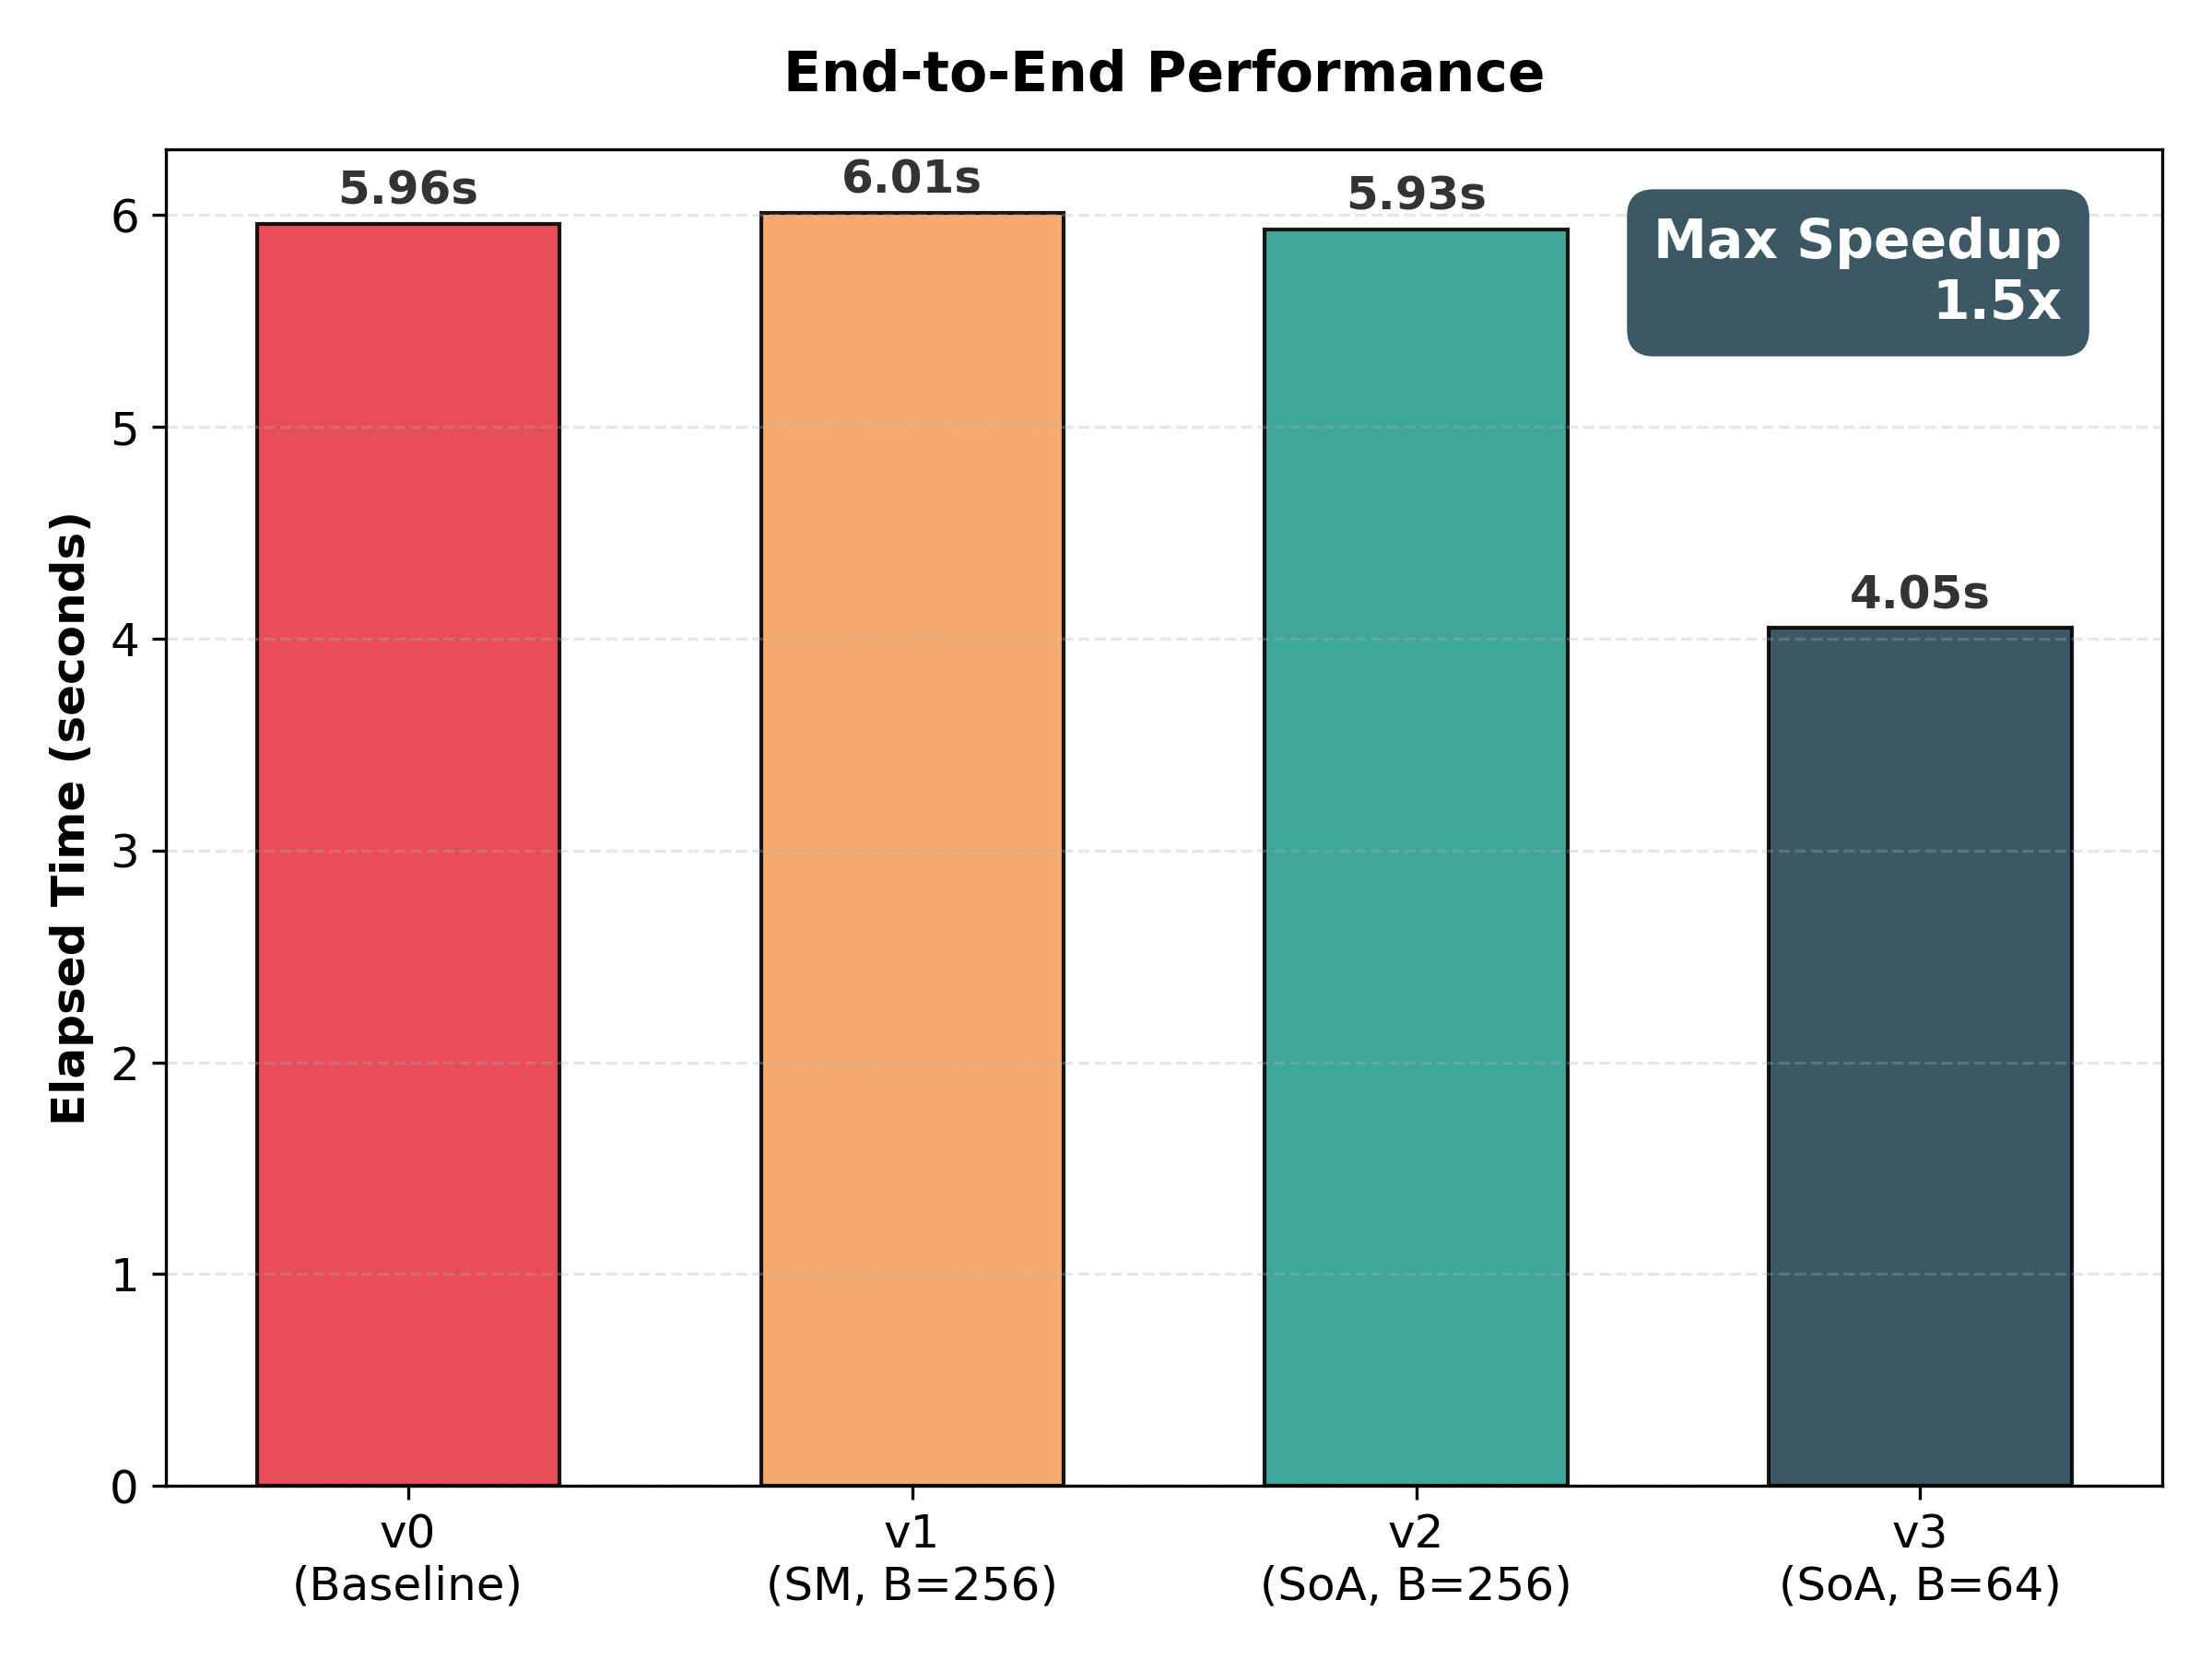 End-to-End Performance
Elapsed Time (seconds)
6
5
4
3
2
1
0
5.96s
6.01s
5.93s
4.05s
Max Speedup
1.5x
v0
(Baseline)
v1
(SM, B=256)
v2
(SoA, B=256)
v3
(SoA, B=64)